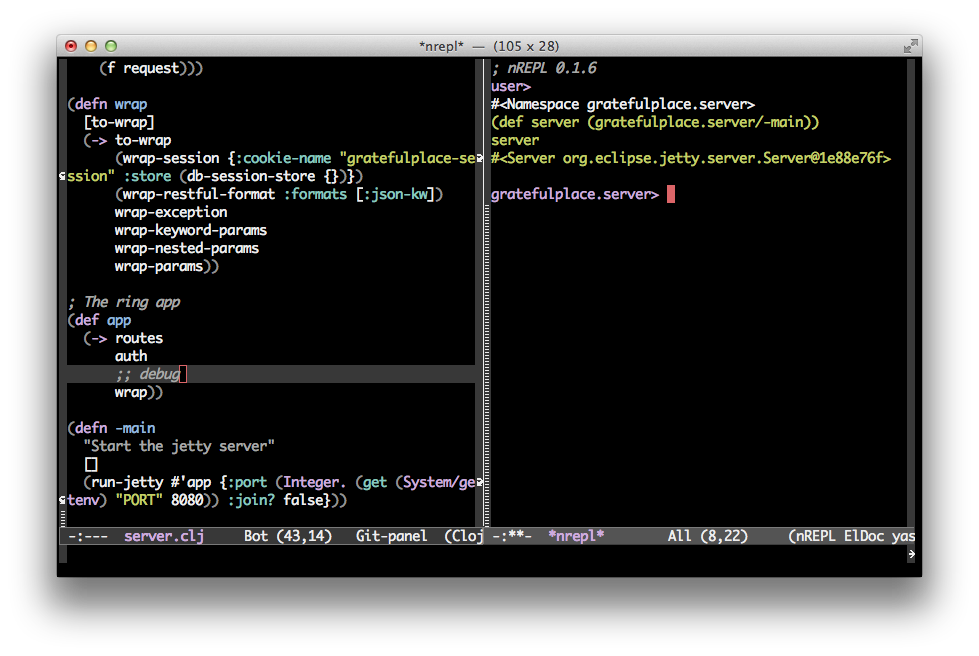 *nrepl* — (105 x 28)
(f request)))
(defn wrap
[to-wrap]
(-> to-wrap
(wrap-session {:cookie-name "gratefulplace-se
ssion" :store (db-session-store {})})
(wrap-restful-format :formats [:json-kw])
wrap-exception
wrap-keyword-params
wrap-nested-params
wrap-params))
; The ring app
(def app
(-> routes
auth
;; debug
wrap))
(defn -main
"Start the jetty server"
[]
(run-jetty #'app {:port (Integer. (get (System/ge
tenv) "PORT" 8080)) :join? false}))
-:--- server.clj Bot (43,14) Git-panel (Cloj
; nREPL 0.1.6
user>
#<Namespace gratefulplace.server>
(def server (gratefulplace.server/-main))
server
#<Server org.eclipse.jetty.server.Server@1e88e76f>
gratefulplace.server>
-:**- *nrepl* All (8,22) (nREPL ElDoc yas